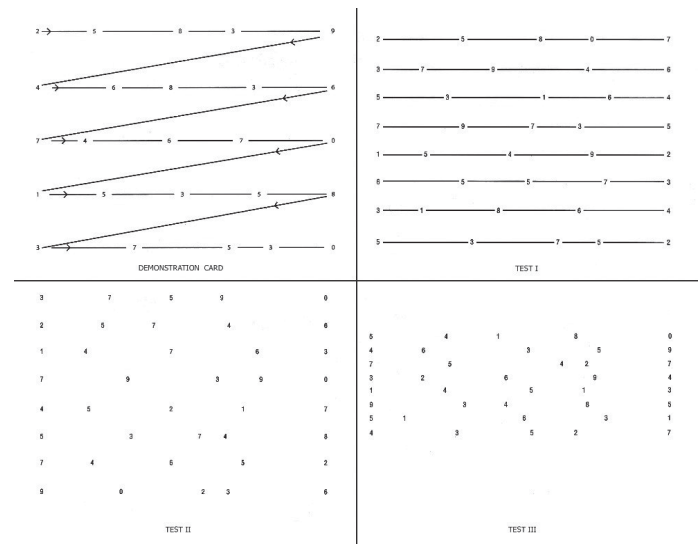 2 5 8 3 9
4 6 8 3 6
7 4 6 7 0
1 5 3 5 8
3 7 5 3 0
DEMONSTRATION CARD
2 5 8 0 7
3 7 9 4 6
5 3 1 6 4
7 9 7 3 5
1 5 4 9 2
6 5 5 7 3
3 1 8 6 4
5 3 7 5 2
TEST I
3 7 5 9 0
2 5 7 4 6
1 4 7 6 3
7 9 3 9 0
4 5 2 1 7
5 3 7 4 8
7 4 6 5 2
9 0 2 3 6
TEST II
5 4 1 8 0
4 6 3 5 9
7 5 4 2 7
3 2 6 9 4
1 4 5 1 3
9 3 4 8 5
5 1 6 3 1
4 3 5 2 7
TEST III